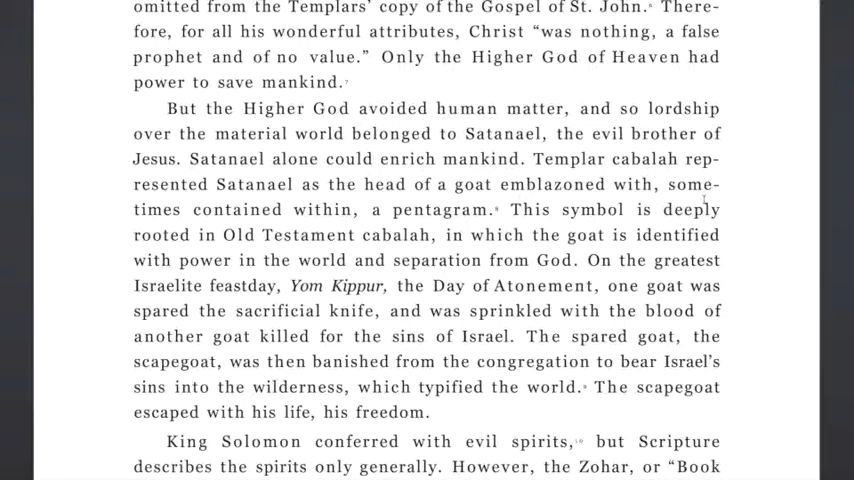 omitted from the Templars' copy of the Gospel of St. John.⁶ There-
fore, for all his wonderful attributes, Christ “was nothing, a false
prophet and of no value.” Only the Higher God of Heaven had
power to save mankind.⁷
But the Higher God avoided human matter, and so lordship
over the material world belonged to Satanael, the evil brother of
Jesus. Satanael alone could enrich mankind. Templar cabalah rep-
resented Satanael as the head of a goat emblazoned with, some-
times contained within, a pentagram.⁸ This symbol is deeply
rooted in Old Testament cabalah, in which the goat is identified
with power in the world and separation from God. On the greatest
Israelite feastday, Yom Kippur, the Day of Atonement, one goat was
spared the sacrificial knife, and was sprinkled with the blood of
another goat killed for the sins of Israel. The spared goat, the
scapegoat, was then banished from the congregation to bear Israel's
sins into the wilderness, which typified the world.⁹ The scapegoat
escaped with his life, his freedom.
King Solomon conferred with evil spirits,¹⁰ but Scripture
describes the spirits only generally. However, the Zohar, or “Book